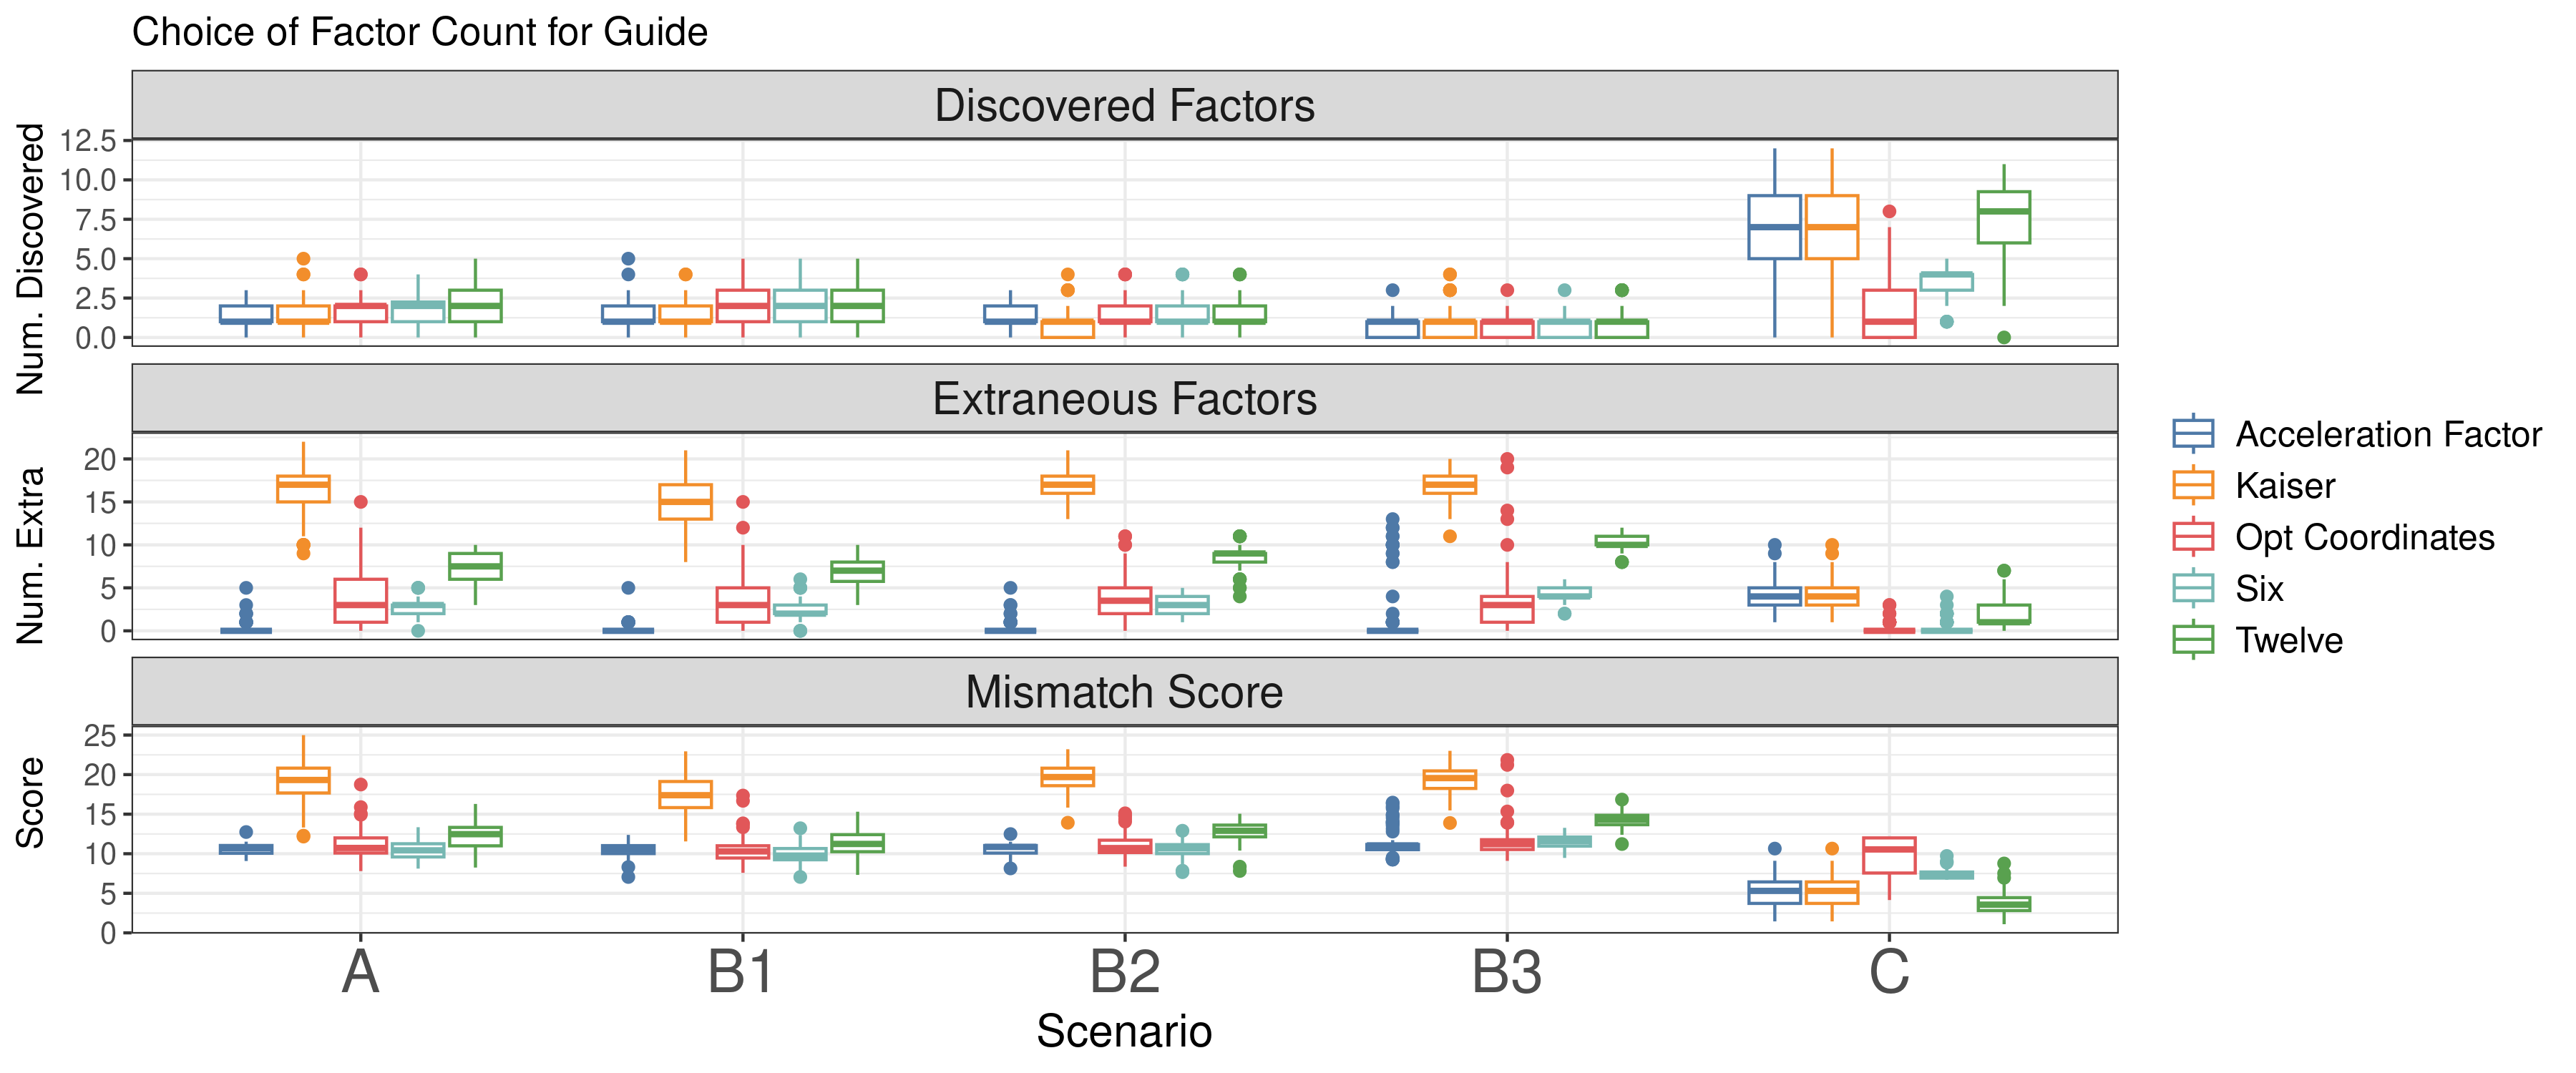 Choice of Factor Count for Guide
Discovered Factors
Num. Discovered
12.5
10.0
7.5
5.0
2.5
0.0
Extraneous Factors
Num. Extra
20
15
10
5
0
Mismatch Score
Score
25
20
15
10
5
0
A B1 B2 B3 C
Scenario
Acceleration Factor
Kaiser
Opt Coordinates
Six
Twelve